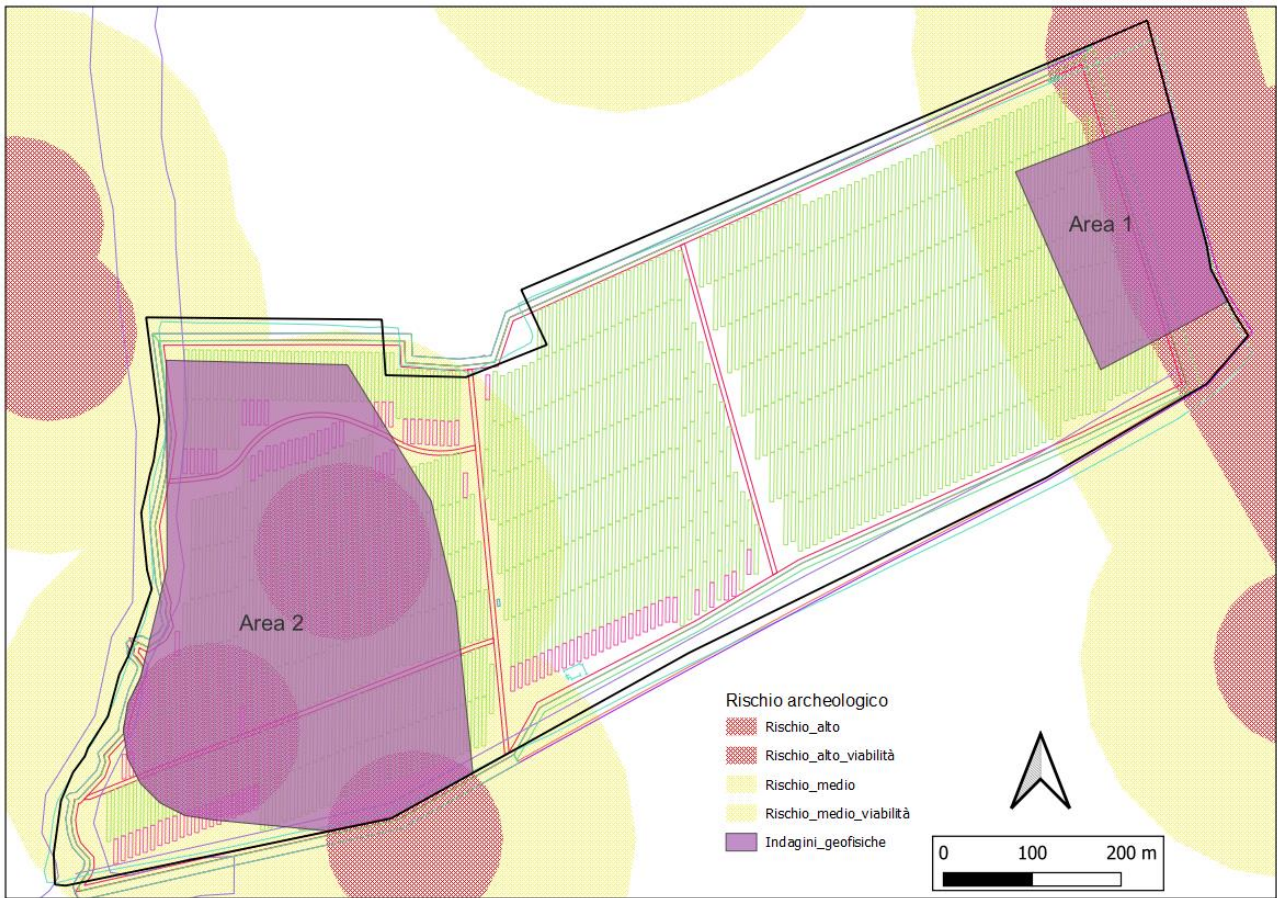 Area 1
Area 2
Rischio archeologico
Rischio_alto
Rischio_alto_viabilità
Rischio_medio
Rischio_medio_viabilità
Indagini_geofisiche
0 100 200 m